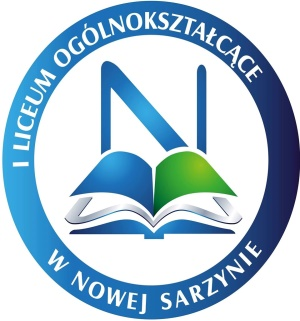 I LICEUM OGÓLNOKSZTAŁCĄCE
N
W NOWEJ SARZYNIE